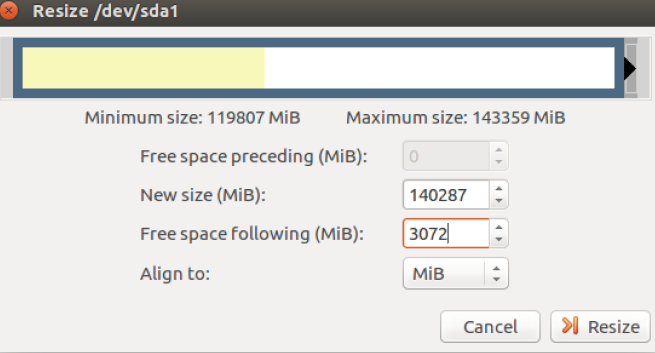 Resize /dev/sda1
Minimum size: 119807 MiB Maximum size: 143359 MiB
Free space preceding (MiB): 0
New size (MiB): 140287
Free space following (MiB): 3072
Align to: MiB
Cancel Resize